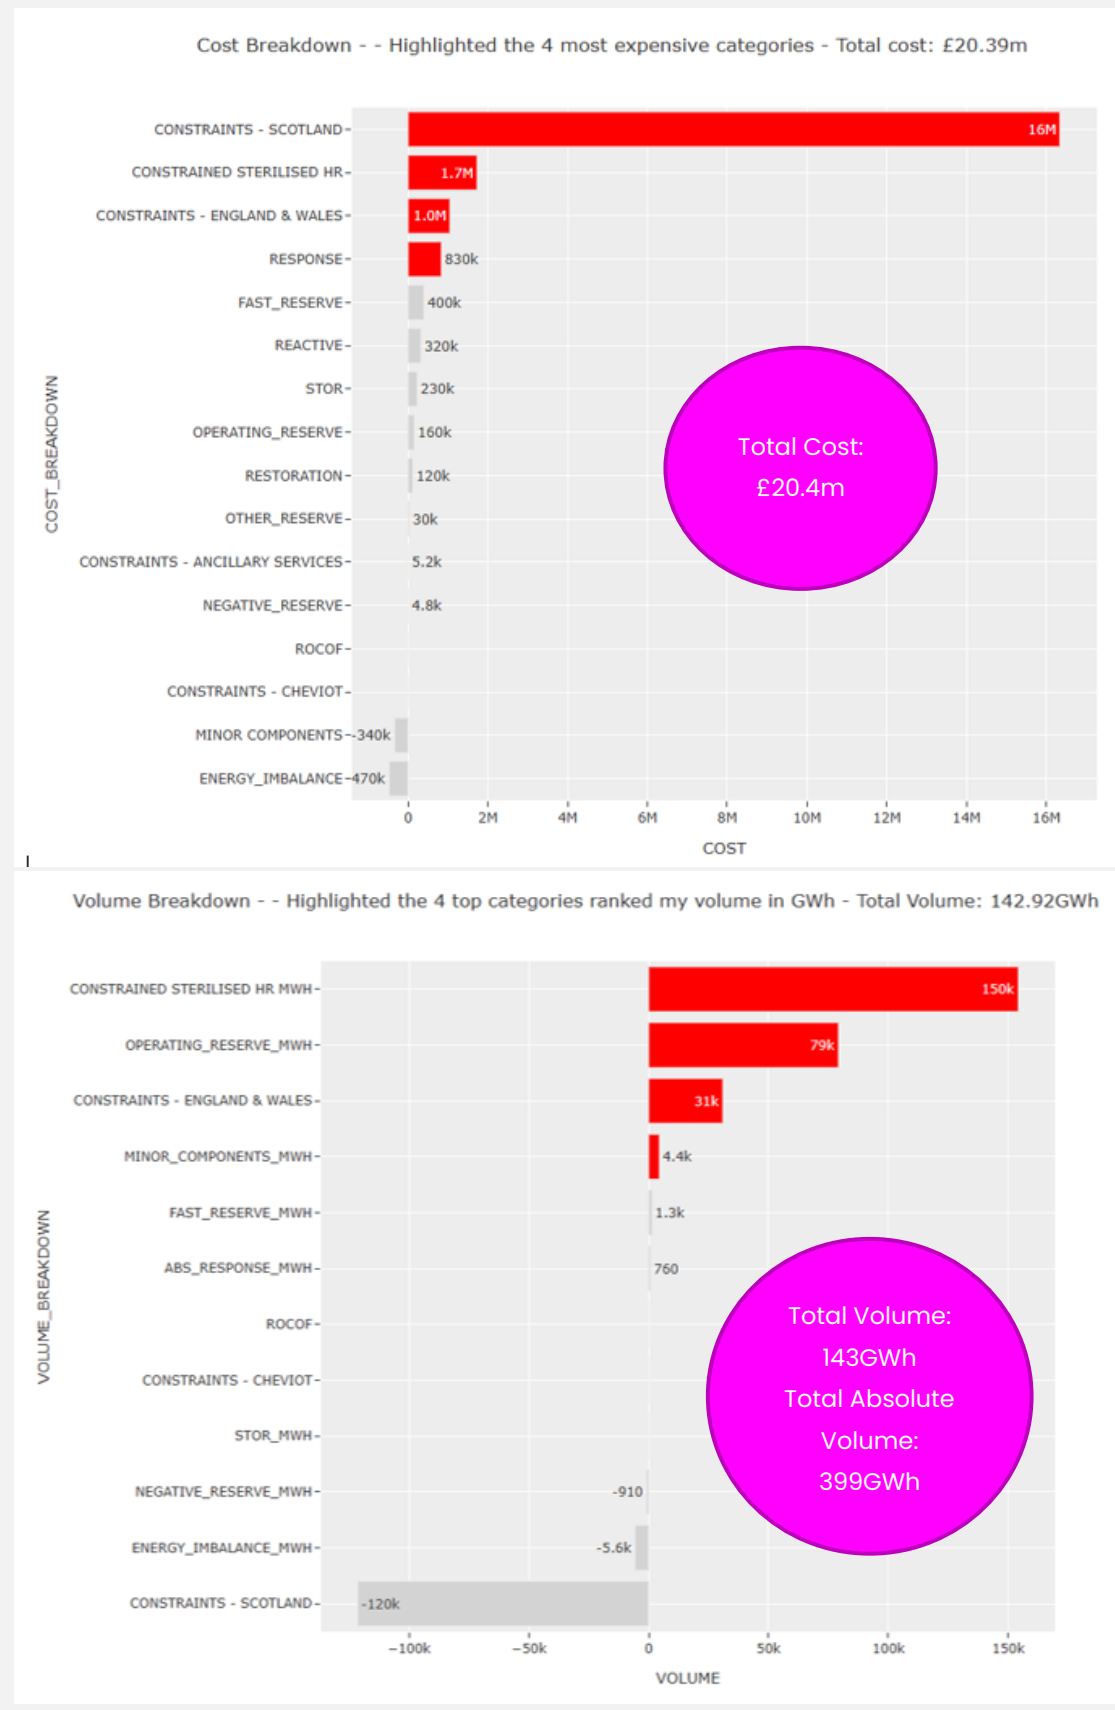 Cost Breakdown - - Highlighted the 4 most expensive categories - Total cost: £20.39m
CONSTRAINTS - SCOTLAND
16M
CONSTRAINED STERILISED HR
1.7M
CONSTRAINTS - ENGLAND & WALES
1.0M
RESPONSE
830k
FAST_RESERVE
400k
REACTIVE
320k
STOR
230k
OPERATING_RESERVE
160k
RESTORATION
120k
OTHER_RESERVE
30k
CONSTRAINTS - ANCILLARY SERVICES
5.2k
NEGATIVE_RESERVE
4.8k
ROCOF
CONSTRAINTS - CHEVIOT
MINOR COMPONENTS
-340k
ENERGY_IMBALANCE
-470k
COST_BREAKDOWN
0
2M
4M
6M
8M
10M
12M
14M
16M
COST
Total Cost:
£20.4m
Volume Breakdown - - Highlighted the 4 top categories ranked my volume in GWh - Total Volume: 142.92GWh
CONSTRAINED STERILISED HR MWH
150k
OPERATING_RESERVE_MWH
79k
CONSTRAINTS - ENGLAND & WALES
31k
MINOR_COMPONENTS_MWH
4.4k
FAST_RESERVE_MWH
1.3k
ABS_RESPONSE_MWH
760
ROCOF
CONSTRAINTS - CHEVIOT
STOR_MWH
NEGATIVE_RESERVE_MWH
-910
ENERGY_IMBALANCE_MWH
-5.6k
CONSTRAINTS - SCOTLAND
-120k
VOLUME_BREAKDOWN
−100k
−50k
0
50k
100k
150k
VOLUME
Total Volume:
143GWh
Total Absolute
Volume:
399GWh